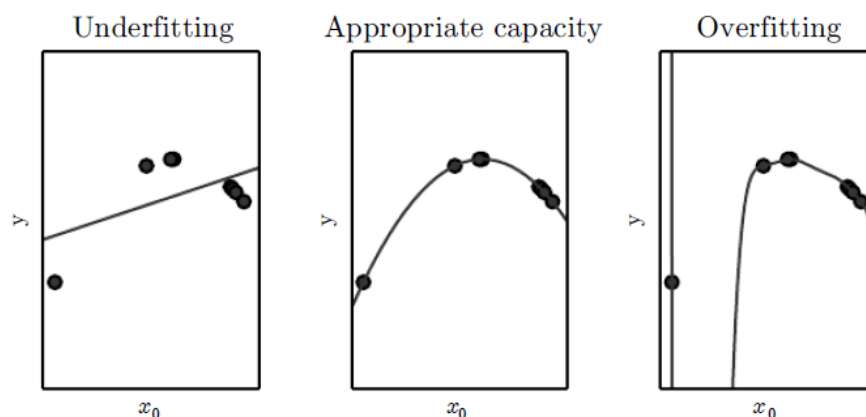 Underfitting
Appropriate capacity
Overfitting
y
y
y
x₀
x₀
x₀